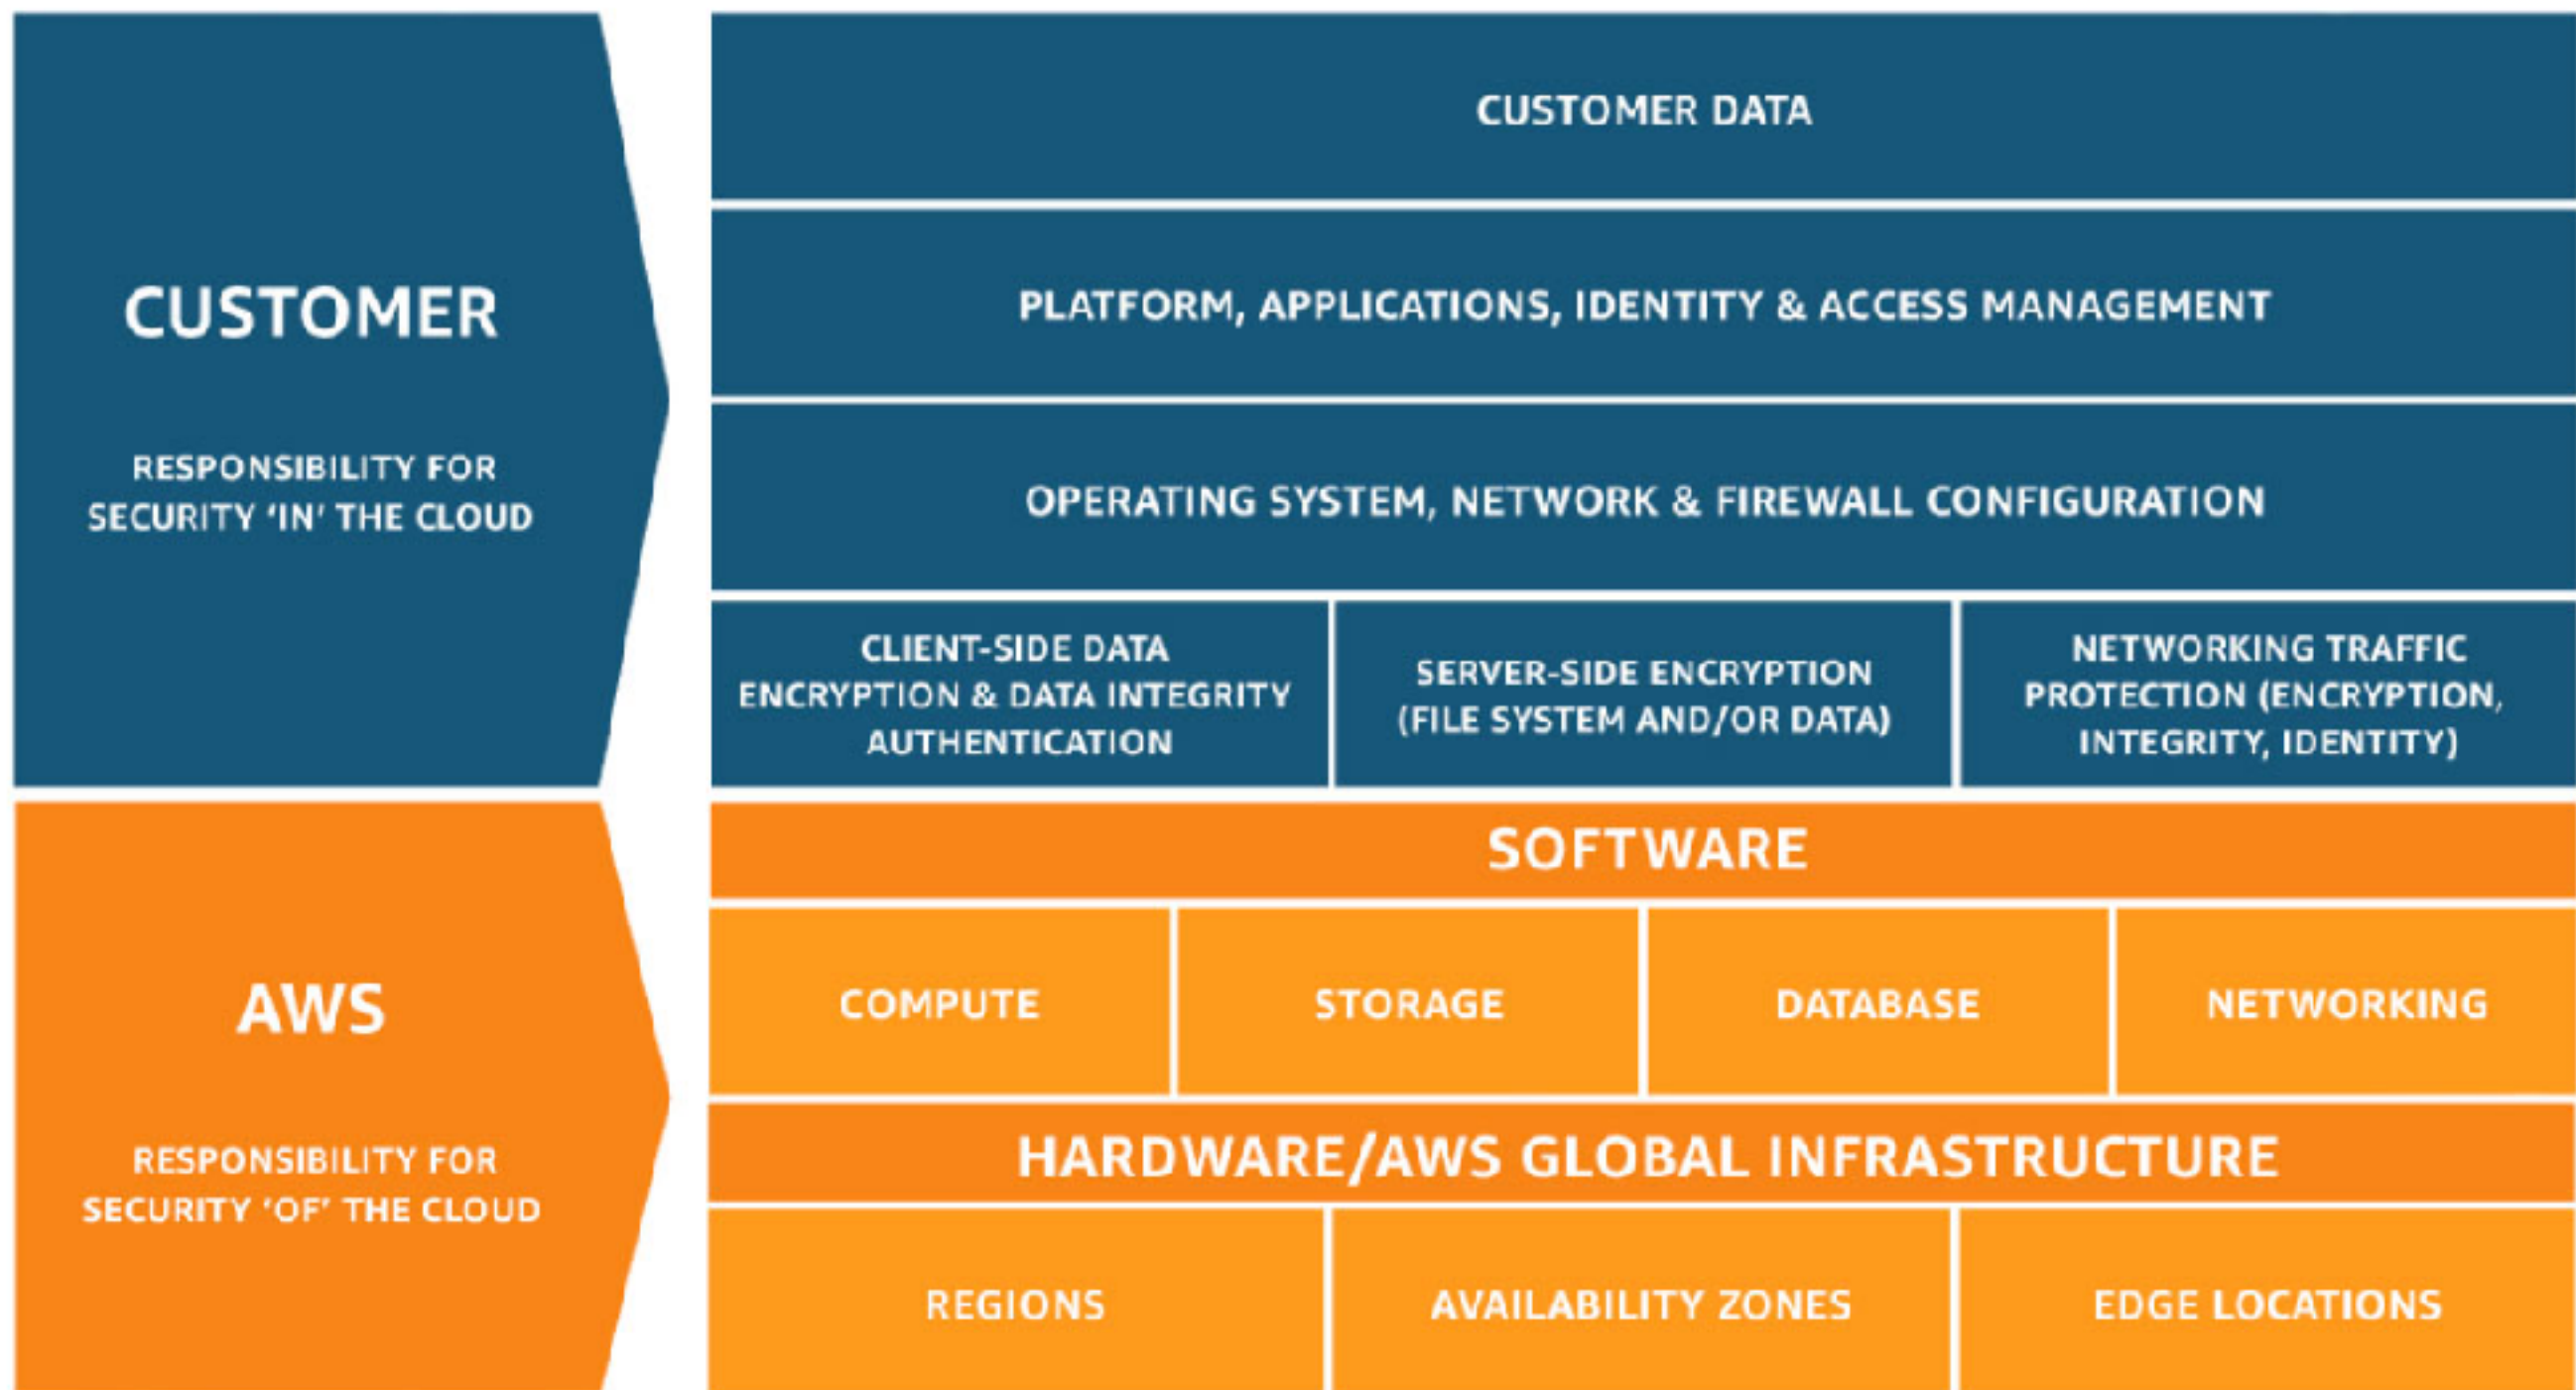 CUSTOMER
RESPONSIBILITY FOR
SECURITY ‘IN’ THE CLOUD
CUSTOMER DATA
PLATFORM, APPLICATIONS, IDENTITY & ACCESS MANAGEMENT
OPERATING SYSTEM, NETWORK & FIREWALL CONFIGURATION
CLIENT-SIDE DATA
ENCRYPTION & DATA INTEGRITY
AUTHENTICATION
SERVER-SIDE ENCRYPTION
(FILE SYSTEM AND/OR DATA)
NETWORKING TRAFFIC
PROTECTION (ENCRYPTION,
INTEGRITY, IDENTITY)
AWS
RESPONSIBILITY FOR
SECURITY ‘OF’ THE CLOUD
SOFTWARE
COMPUTE
STORAGE
DATABASE
NETWORKING
HARDWARE/AWS GLOBAL INFRASTRUCTURE
REGIONS
AVAILABILITY ZONES
EDGE LOCATIONS